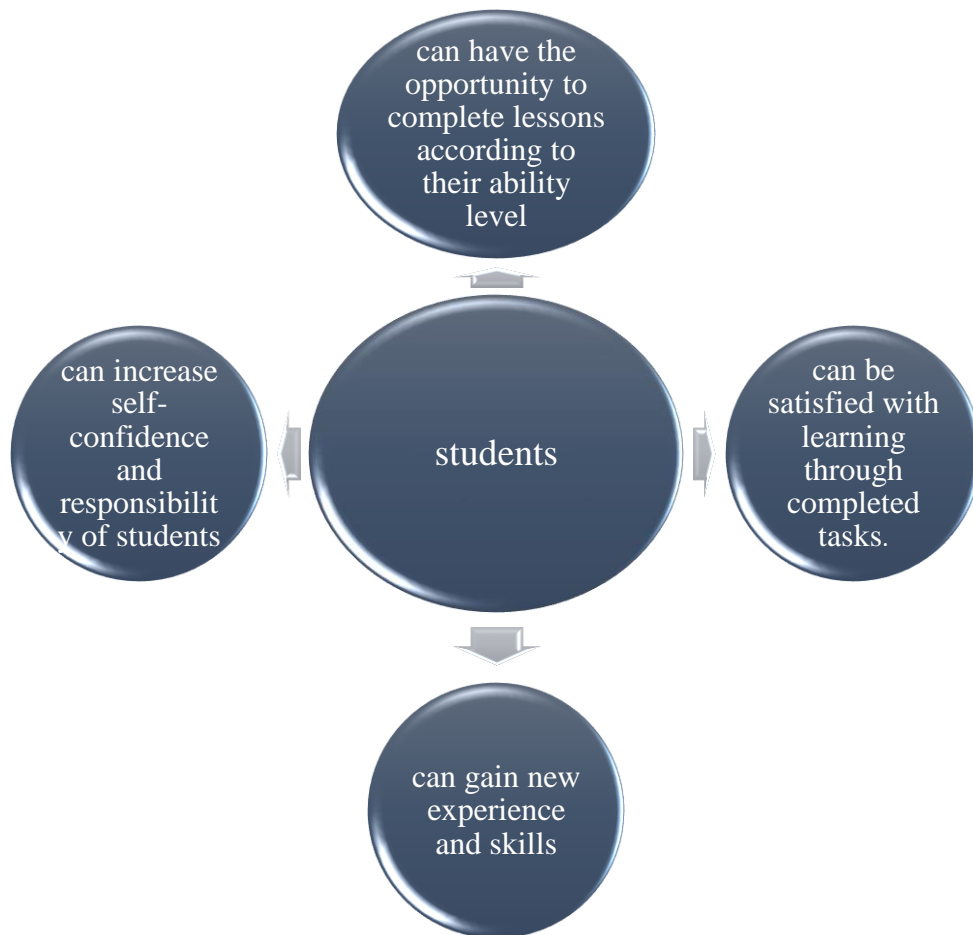 can have the
opportunity to
complete lessons
according to
their ability
level
can increase
self-
confidence
and
responsibilit
y of students
students
can be
satisfied with
learning
through
completed
tasks.
can gain new
experience
and skills